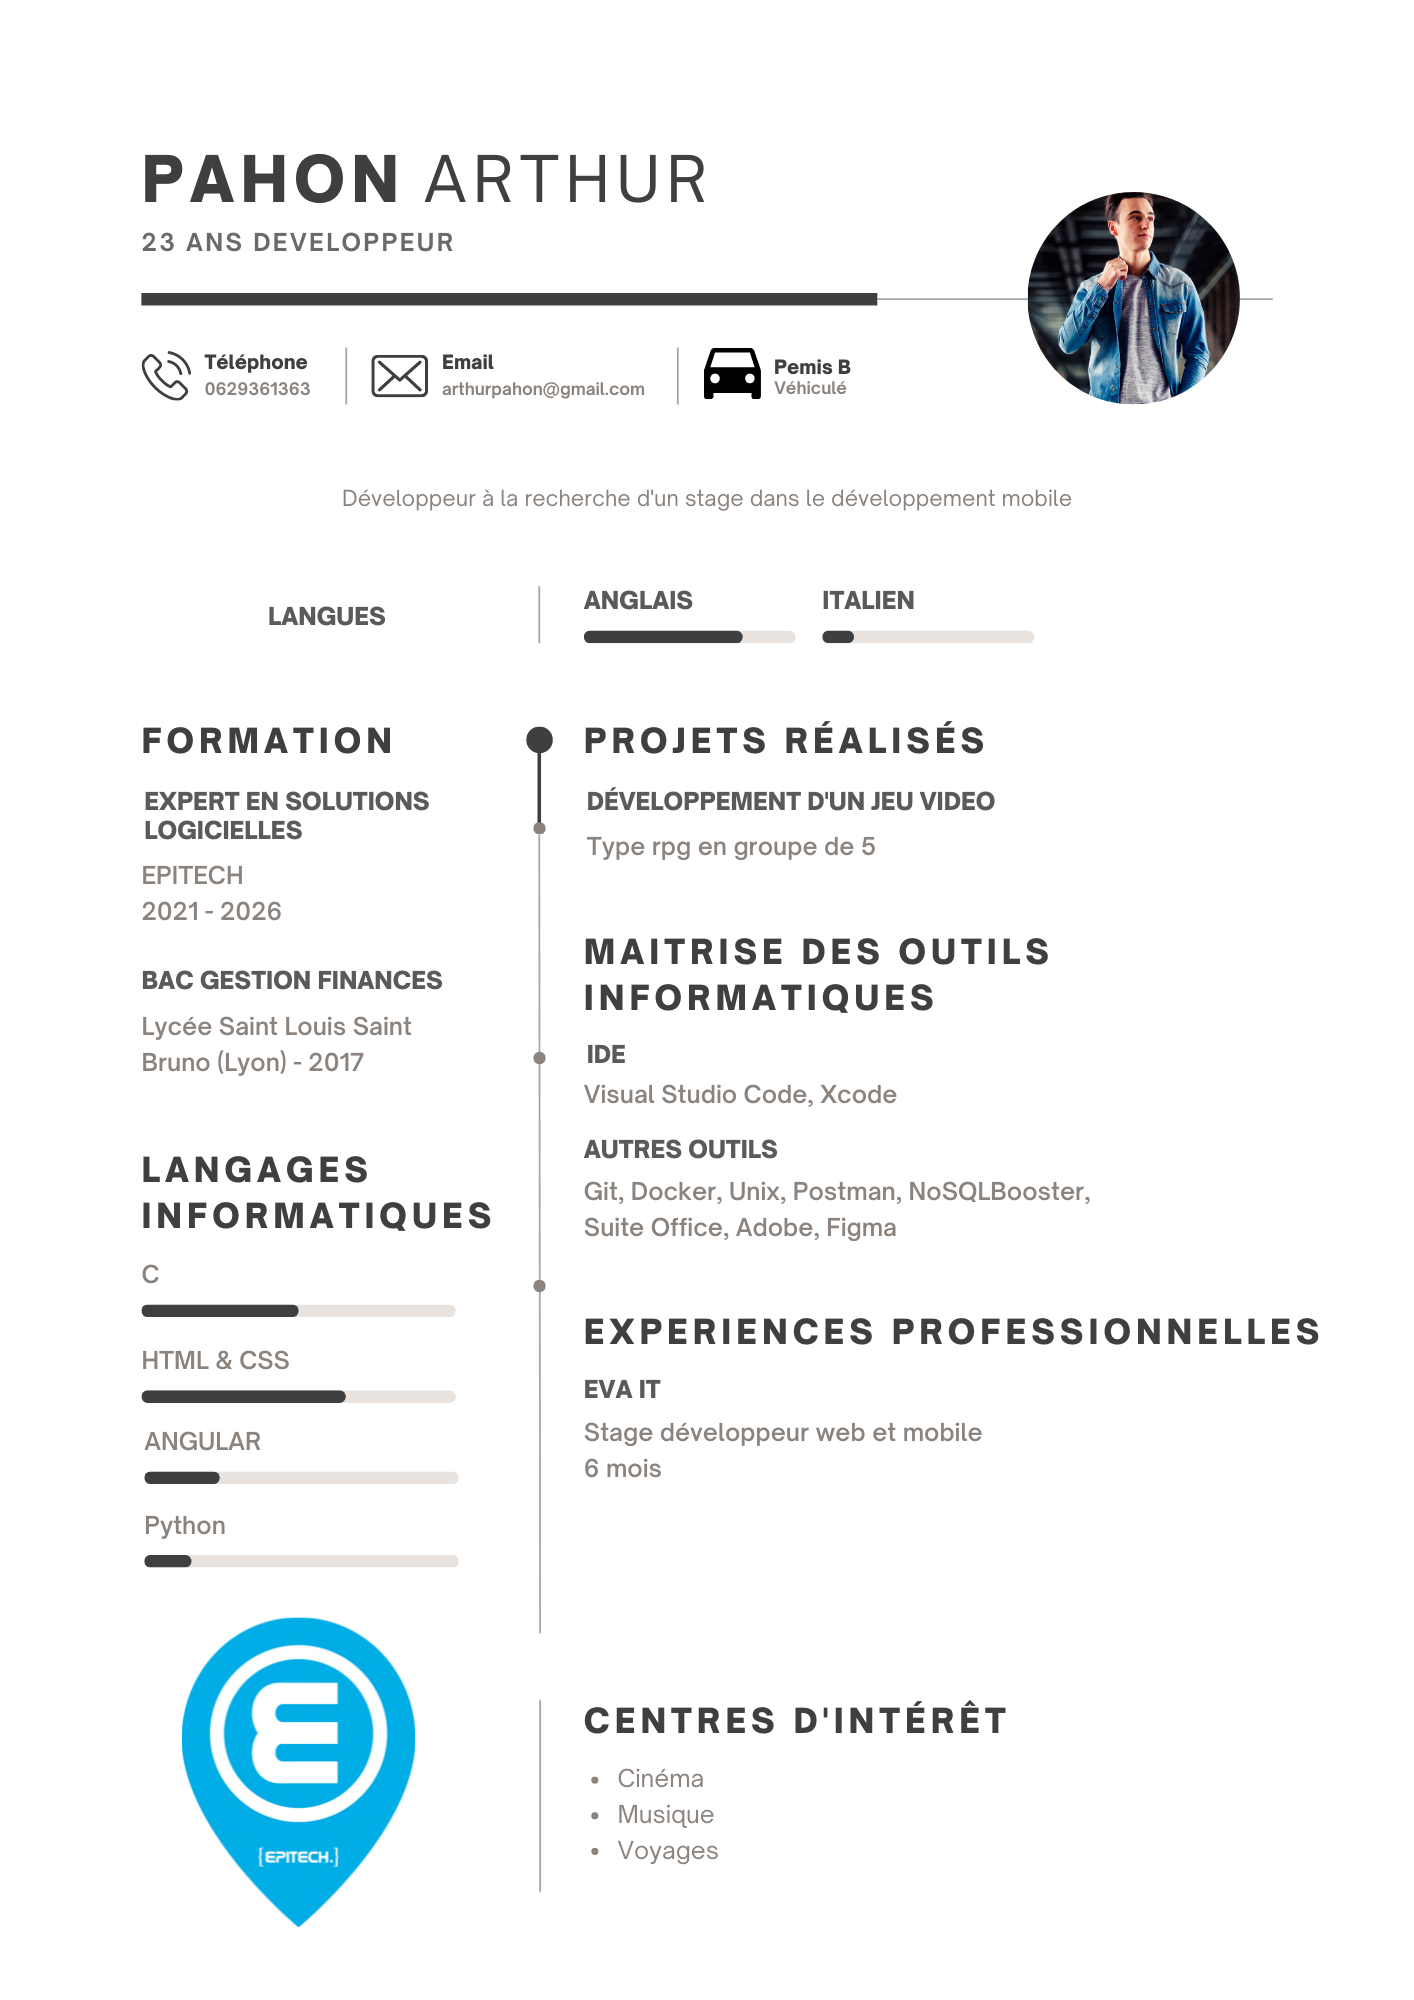 PAHON ARTHUR
23 ANS DEVELOPPEUR
Téléphone
0629361363
Email
arthurpahon@gmail.com
Pemis B
Véhiculé
Développeur à la recherche d'un stage dans le développement mobile
LANGUES
ANGLAIS
ITALIEN
FORMATION
EXPERT EN SOLUTIONS
LOGICIELLES
EPITECH
2021 - 2026
BAC GESTION FINANCES
Lycée Saint Louis Saint
Bruno (Lyon) - 2017
LANGAGES
INFORMATIQUES
C
HTML & CSS
ANGULAR
Python
{EPITECH.}
PROJETS RÉALISÉS
DÉVELOPPEMENT D'UN JEU VIDEO
Type rpg en groupe de 5
MAITRISE DES OUTILS
INFORMATIQUES
IDE
Visual Studio Code, Xcode
AUTRES OUTILS
Git, Docker, Unix, Postman, NoSQLBooster,
Suite Office, Adobe, Figma
EXPERIENCES PROFESSIONNELLES
EVA IT
Stage développeur web et mobile
6 mois
CENTRES D'INTÉRÊT
• Cinéma
• Musique
• Voyages